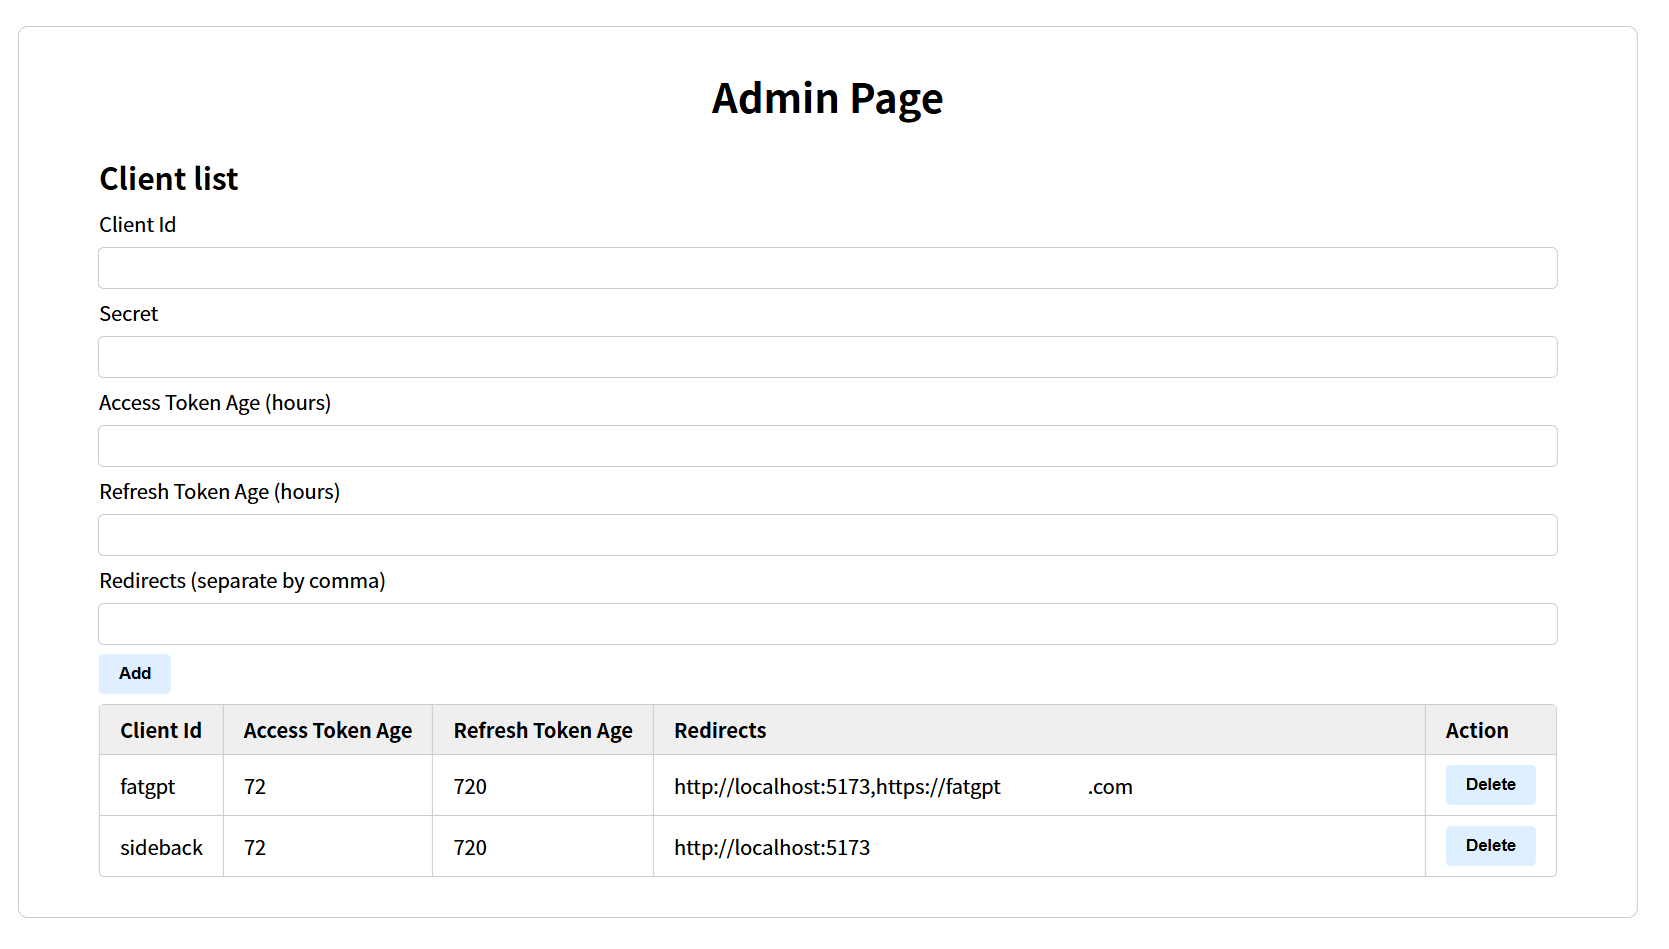 Admin Page
Client list
Client Id
Secret
Access Token Age (hours)
Refresh Token Age (hours)
Redirects (separate by comma)
Add
Client Id Access Token Age Refresh Token Age Redirects Action
fatgpt 72 720 http://localhost:5173,https://fatgpt .com Delete
sideback 72 720 http://localhost:5173 Delete